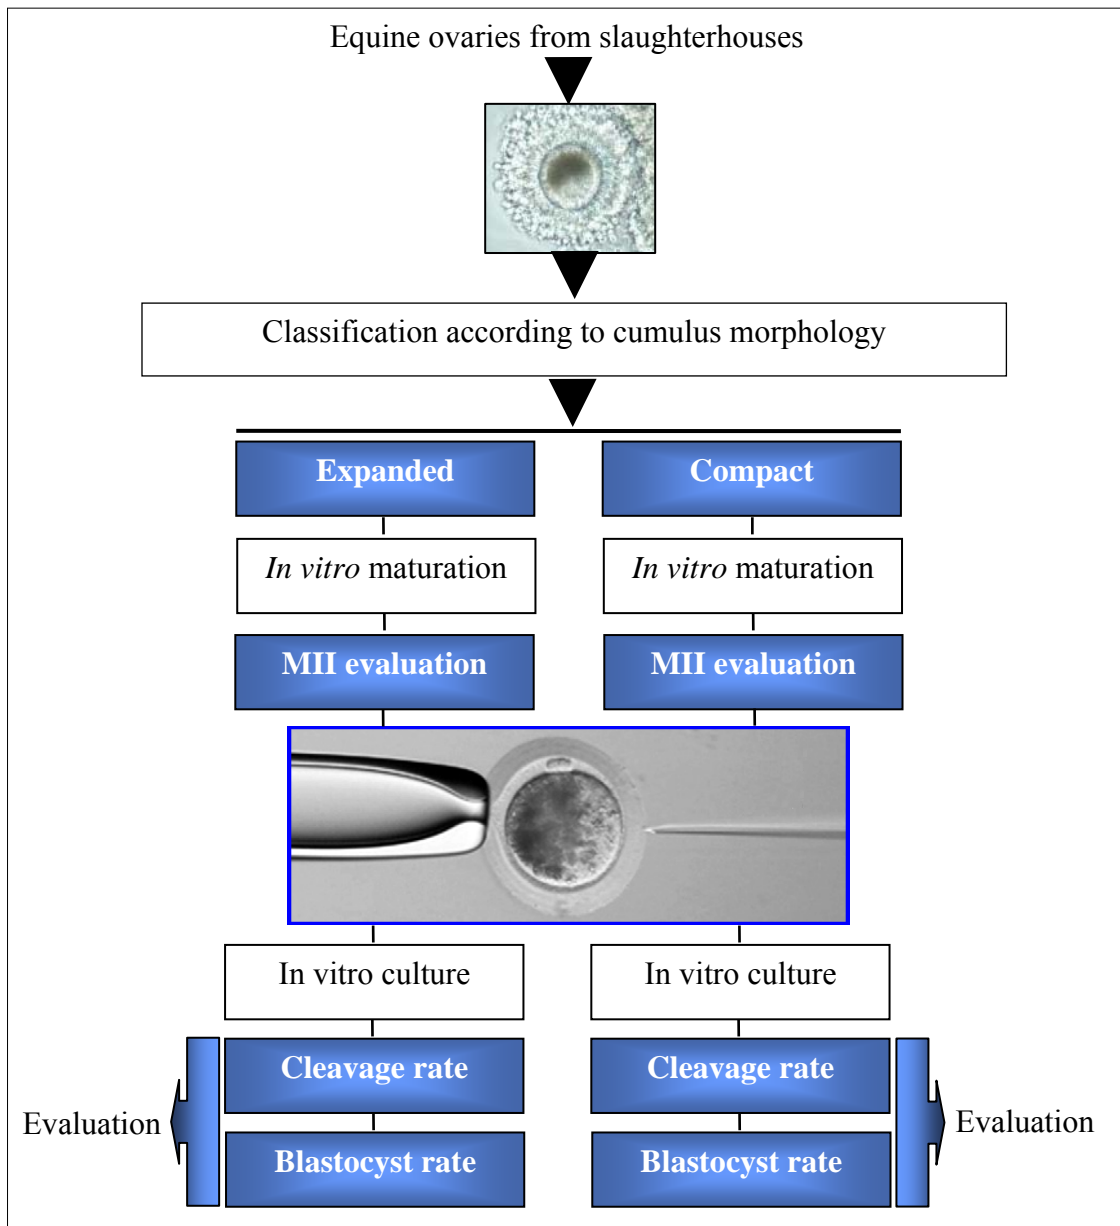 Equine ovaries from slaughterhouses
Classification according to cumulus morphology
Expanded
Compact
In vitro maturation
In vitro maturation
MII evaluation
MII evaluation
In vitro culture
In vitro culture
Cleavage rate
Cleavage rate
Evaluation
Evaluation
Blastocyst rate
Blastocyst rate